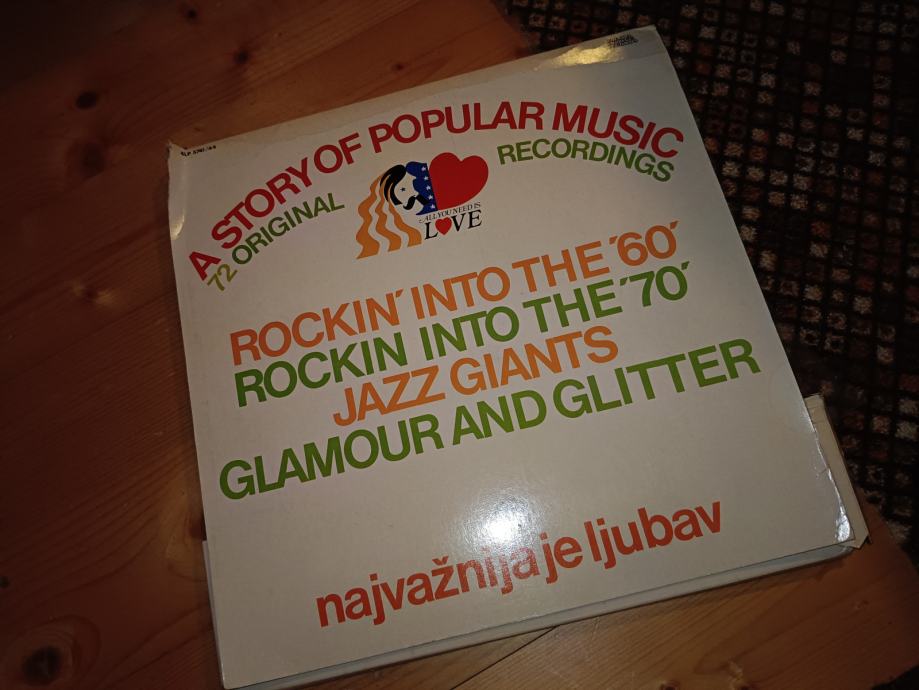 A STORY OF POPULAR MUSIC
72 ORIGINAL RECORDINGS
ALL YOU NEED IS
LOVE
ROCKIN' INTO THE '60'
ROCKIN INTO THE '70'
JAZZ GIANTS
GLAMOUR AND GLITTER
najvažnija je ljubav